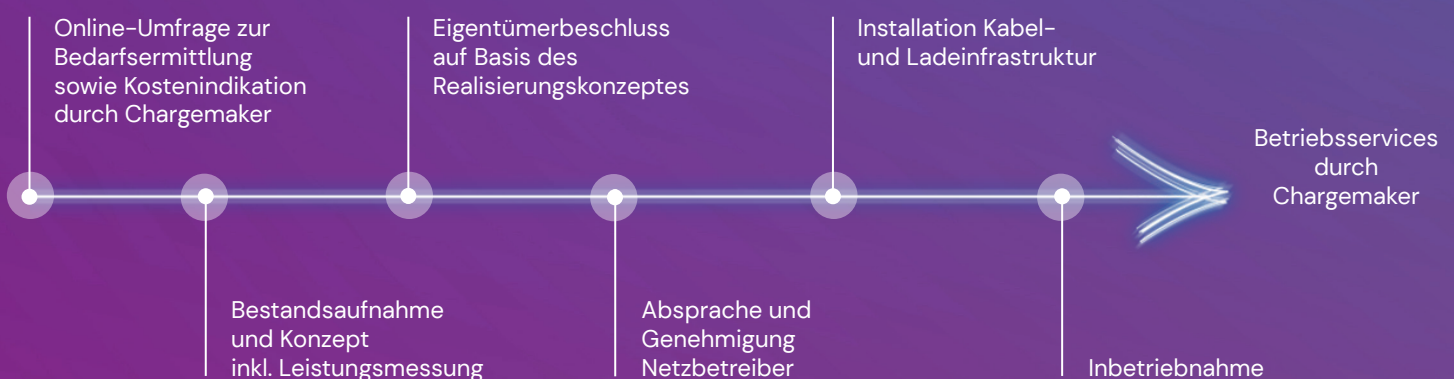 Online-Umfrage zur
Bedarfsermittlung
sowie Kostenindikation
durch Chargemaker
Bestandsaufnahme
und Konzept
inkl. Leistungsmessung
Eigentümerbeschluss
auf Basis des
Realisierungskonzeptes
Absprache und
Genehmigung
Netzbetreiber
Installation Kabel-
und Ladeinfrastruktur
Inbetriebnahme
Betriebsservices
durch
Chargemaker